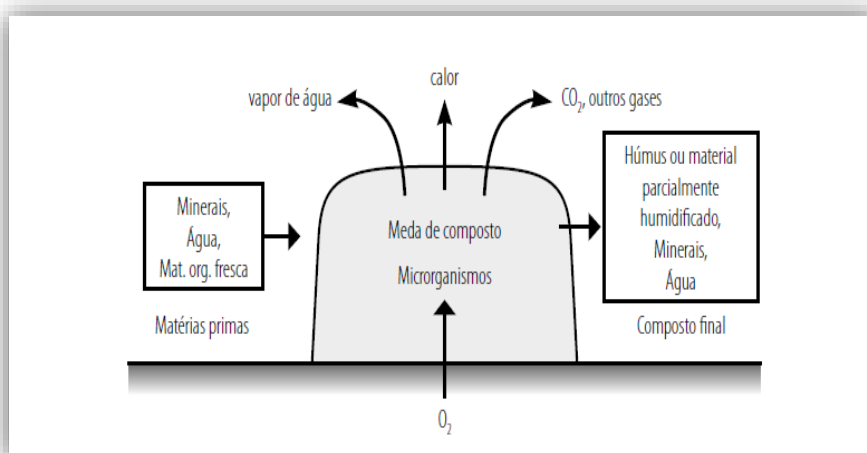 calor
vapor de água
CO₂, outros gases
Minerais,
Água,
Mat. org. fresca
Matérias primas
Meda de composto
Microrganismos
Húmus ou material
parcialmente
humidificado,
Minerais,
Água
Composto final
O₂